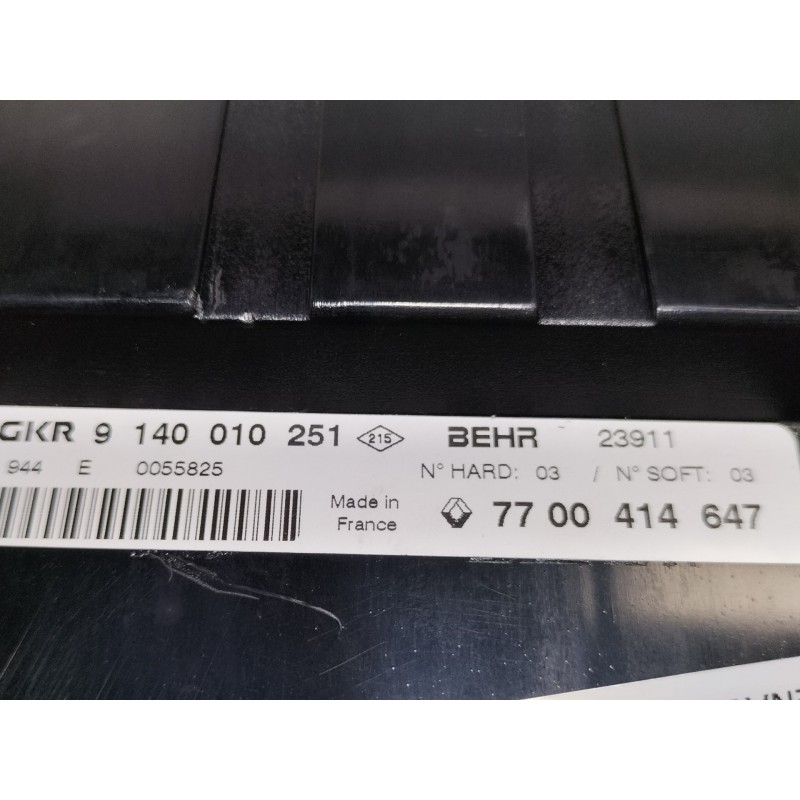 GKR 9 140 010 251 215 BEHR 23911
944 E 0055825 N° HARD: 03 / N° SOFT: 03
Made in
France
77 00 414 647